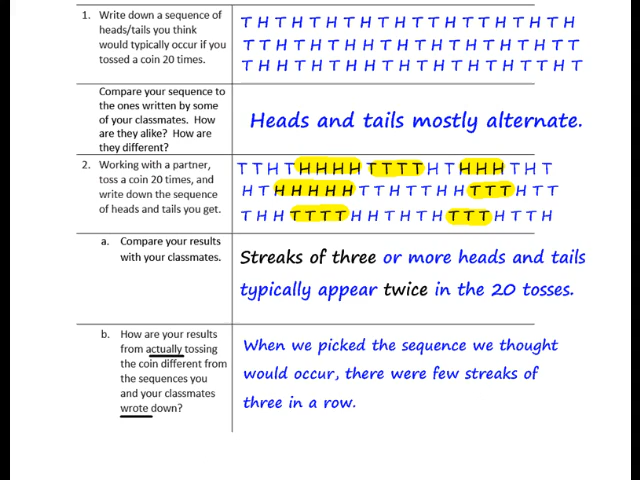 1. Write down a sequence of
heads/tails you think
would typically occur if you
tossed a coin 20 times.
T H T H T H T H T H T T H T T H T H T H
T T H T H T H H T H T H T H T H T H T T
T H H T H T H H T H T H T H T H T T H T
Compare your sequence to
the ones written by some
of your classmates. How
are they alike? How are
they different?
Heads and tails mostly alternate.
2. Working with a partner,
toss a coin 20 times, and
write down the sequence
of heads and tails you get.
T T H T H H H H T T T T H T H H H T H T
H T H H H H H T T H T T H H T T T H T T
T H H T T T T H H T H T H T T T H T T H
a. Compare your results
with your classmates.
Streaks of three or more heads and tails
typically appear twice in the 20 tosses.
b. How are your results
from actually tossing
the coin different from
the sequences you
and your classmates
wrote down?
When we picked the sequence we thought
would occur, there were few streaks of
three in a row.